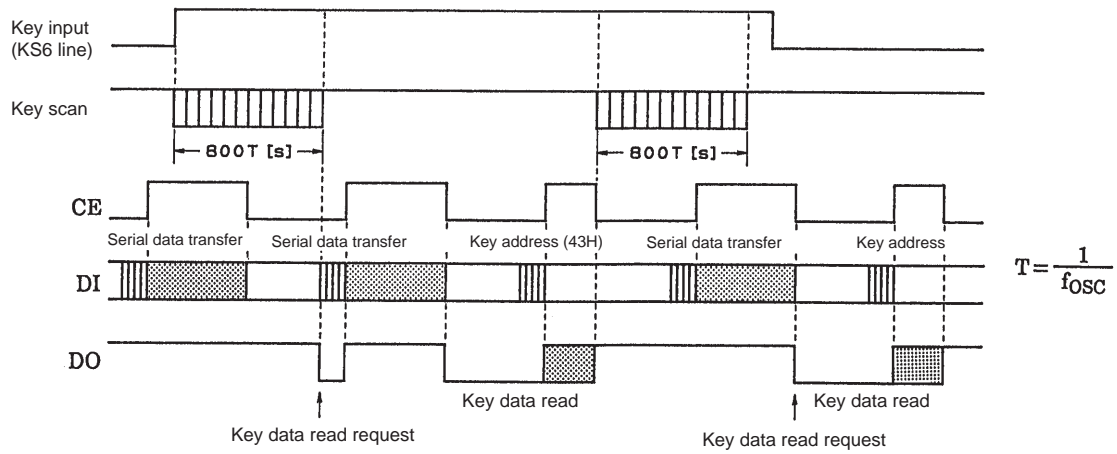 Key input
(KS6 line)
Key scan
800T [s]
800T [s]
CE
Serial data transfer
Serial data transfer
Key address (43H)
Serial data transfer
Key address
DI
T = 1/fOSC
DO
Key data read
Key data read
Key data read request
Key data read request